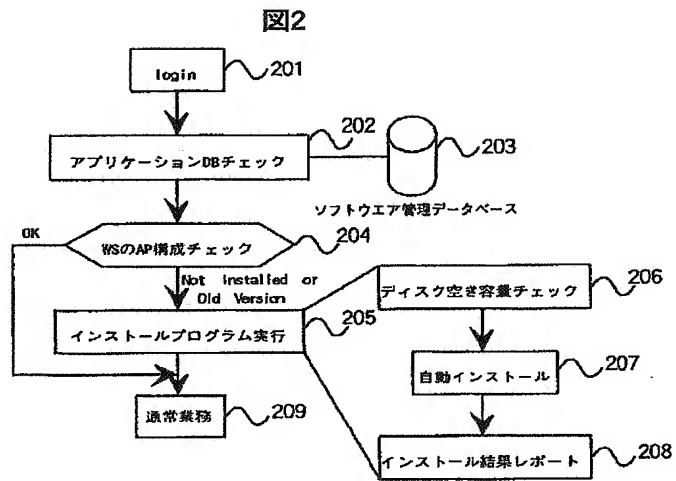 図2
login
201
202
アプリケーションDBチェック
203
ソフトウエア管理データベース
OK
WSのAP構成チェック
204
Not Installed or
Old Version
205
インストールプログラム実行
ディスク空き容量チェック
206
自動インストール
207
通常業務
209
インストール結果レポート
208